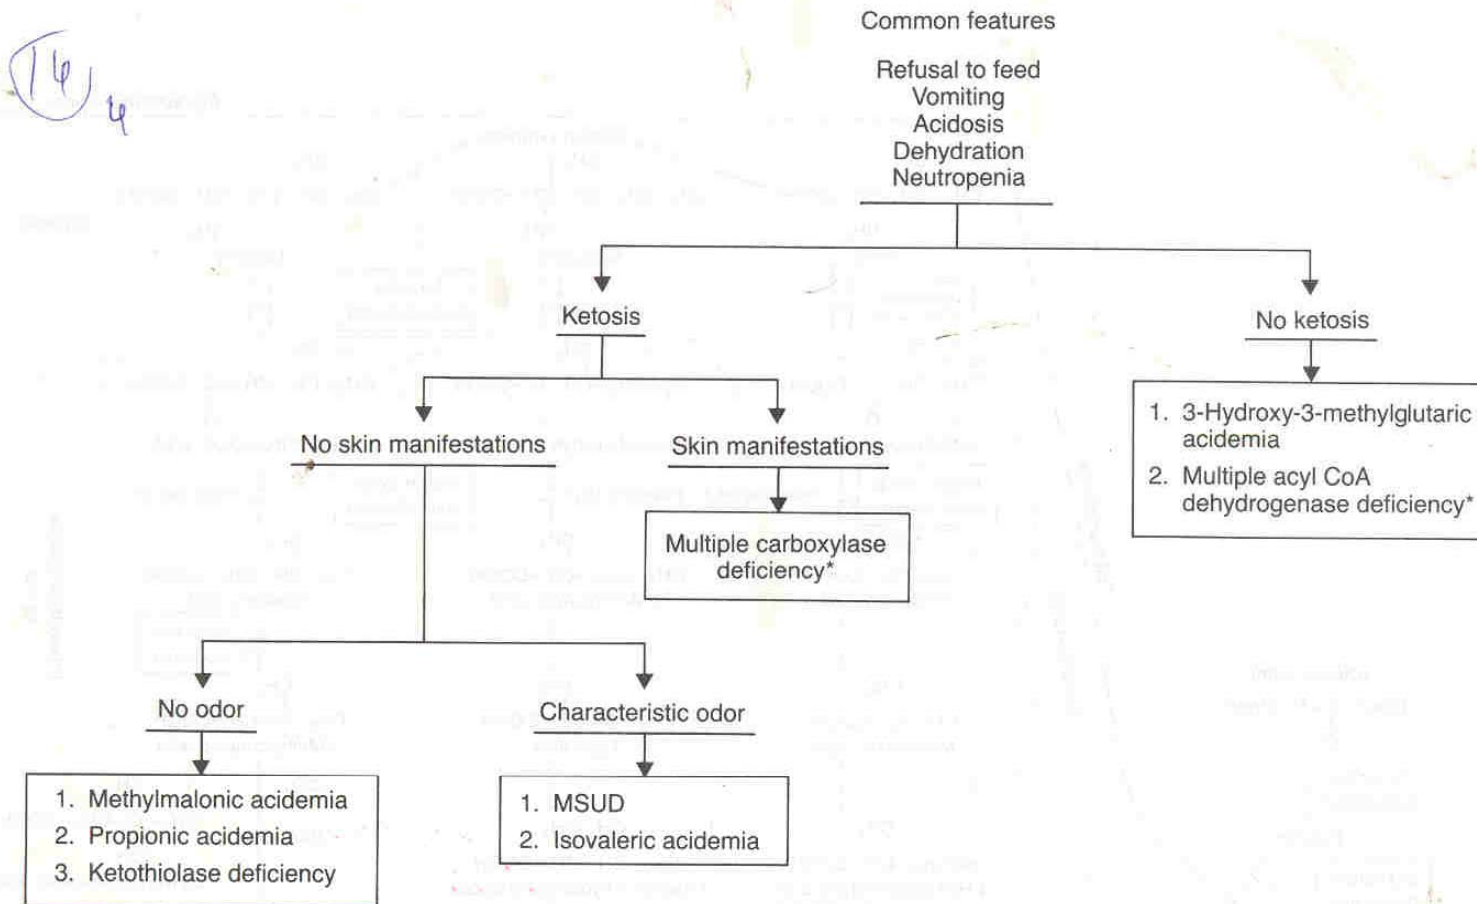 Common features
Refusal to feed
Vomiting
Acidosis
Dehydration
Neutropenia
Ketosis
No ketosis
1. 3-Hydroxy-3-methylglutaric
acidemia
2. Multiple acyl CoA
dehydrogenase deficiency*
No skin manifestations
Skin manifestations
Multiple carboxylase
deficiency*
No odor
Characteristic odor
1. Methylmalonic acidemia
2. Propionic acidemia
3. Ketothiolase deficiency
1. MSUD
2. Isovaleric acidemia